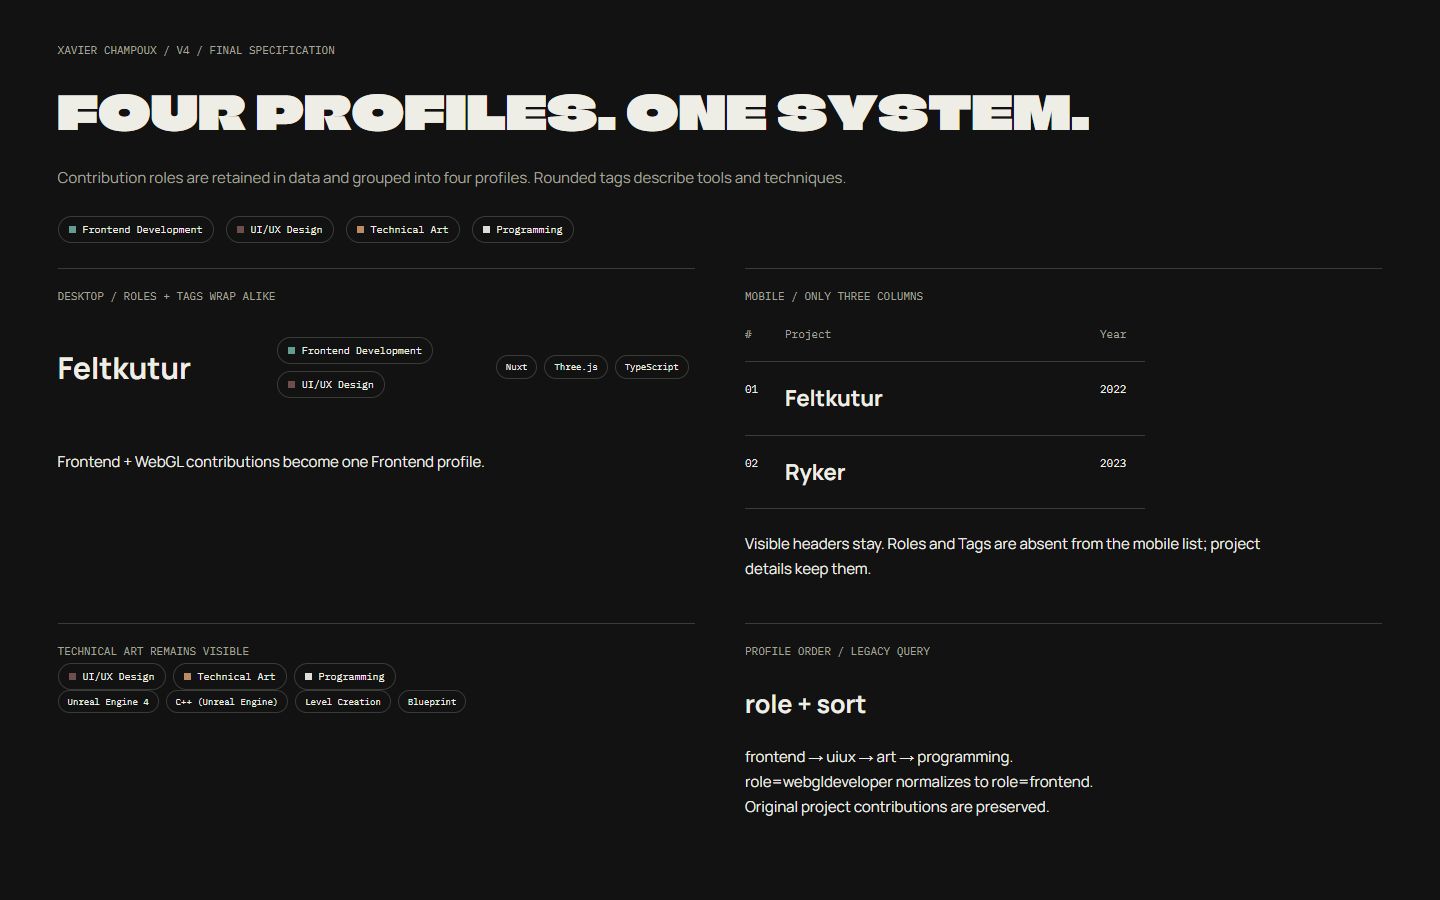 XAVIER CHAMPOUX / V4 / FINAL SPECIFICATION
FOUR PROFILES. ONE SYSTEM.
Contribution roles are retained in data and grouped into four profiles. Rounded tags describe tools and techniques.
Frontend Development
UI/UX Design
Technical Art
Programming
DESKTOP / ROLES + TAGS WRAP ALIKE
Feltkutur
Frontend Development
UI/UX Design
Nuxt
Three.js
TypeScript
Frontend + WebGL contributions become one Frontend profile.
MOBILE / ONLY THREE COLUMNS
# Project Year
01 Feltkutur 2022
02 Ryker 2023
Visible headers stay. Roles and Tags are absent from the mobile list; project
details keep them.
TECHNICAL ART REMAINS VISIBLE
UI/UX Design
Technical Art
Programming
Unreal Engine 4
C++ (Unreal Engine)
Level Creation
Blueprint
PROFILE ORDER / LEGACY QUERY
role + sort
frontend → uiux → art → programming.
role=webgldeveloper normalizes to role=frontend.
Original project contributions are preserved.